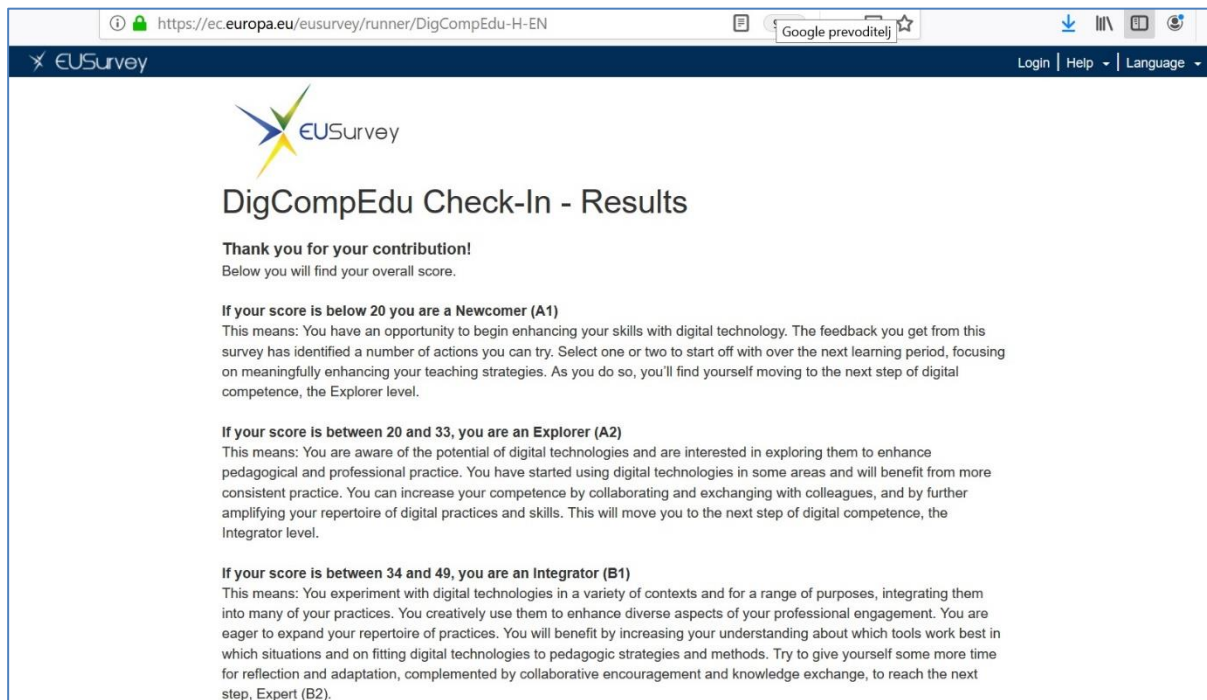 https://ec.europa.eu/eusurvey/runner/DigCompEdu-H-EN
Google prevoditelj
EUSurvey
Login | Help | Language
EUSurvey
DigCompEdu Check-In - Results
Thank you for your contribution!
Below you will find your overall score.
If your score is below 20 you are a Newcomer (A1)
This means: You have an opportunity to begin enhancing your skills with digital technology. The feedback you get from this
survey has identified a number of actions you can try. Select one or two to start off with over the next learning period, focusing
on meaningfully enhancing your teaching strategies. As you do so, you'll find yourself moving to the next step of digital
competence, the Explorer level.
If your score is between 20 and 33, you are an Explorer (A2)
This means: You are aware of the potential of digital technologies and are interested in exploring them to enhance
pedagogical and professional practice. You have started using digital technologies in some areas and will benefit from more
consistent practice. You can increase your competence by collaborating and exchanging with colleagues, and by further
amplifying your repertoire of digital practices and skills. This will move you to the next step of digital competence, the
Integrator level.
If your score is between 34 and 49, you are an Integrator (B1)
This means: You experiment with digital technologies in a variety of contexts and for a range of purposes, integrating them
into many of your practices. You creatively use them to enhance diverse aspects of your professional engagement. You are
eager to expand your repertoire of practices. You will benefit by increasing your understanding about which tools work best in
which situations and on fitting digital technologies to pedagogic strategies and methods. Try to give yourself some more time
for reflection and adaptation, complemented by collaborative encouragement and knowledge exchange, to reach the next
step, Expert (B2).